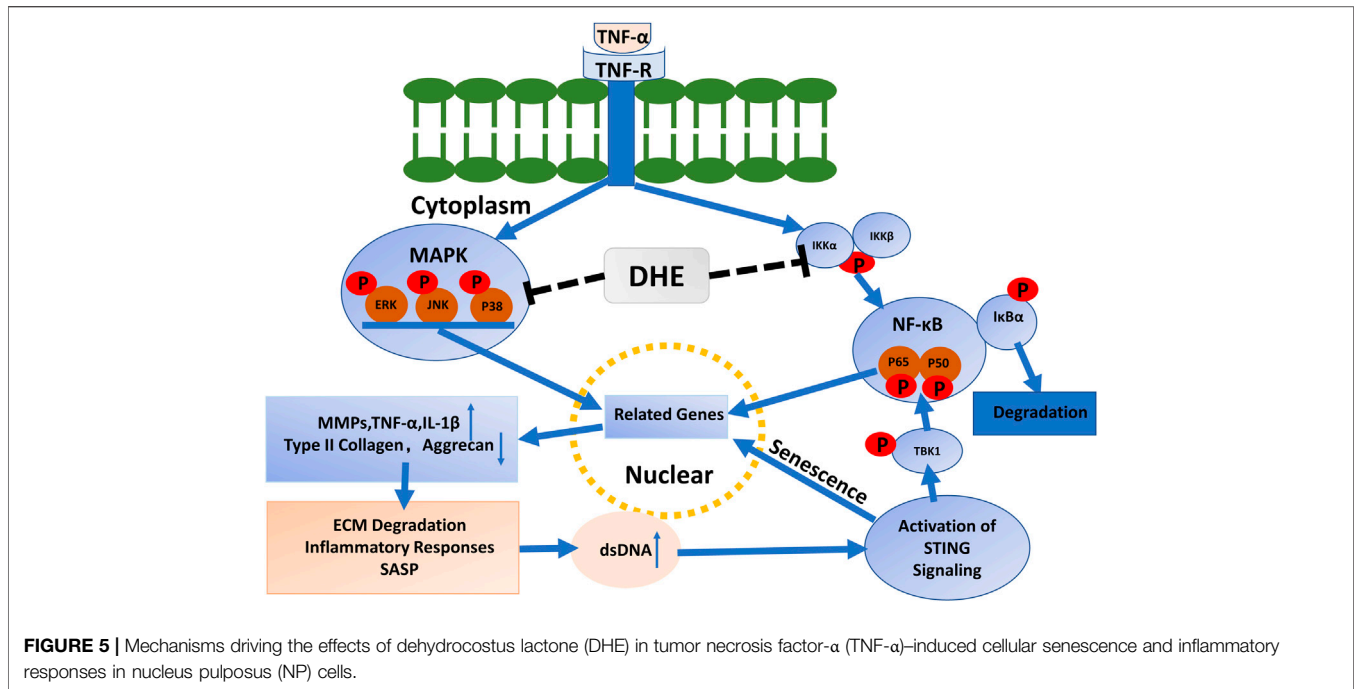 TNF-α
TNF-R
Cytoplasm
MAPK
P
P
P
ERK
JNK
P38
DHE
IKKα
IKKβ
P
NF-κB
P65
P50
P
P
IκBα
P
Degradation
P
TBK1
Related Genes
Nuclear
Senescence
MMPs,TNF-α,IL-1β
Type II Collagen, Aggrecan
ECM Degradation
Inflammatory Responses
SASP
dsDNA
Activation of
STING
Signaling
FIGURE 5 | Mechanisms driving the effects of dehydrocostus lactone (DHE) in tumor necrosis factor-α (TNF-α)–induced cellular senescence and inflammatory
responses in nucleus pulposus (NP) cells.